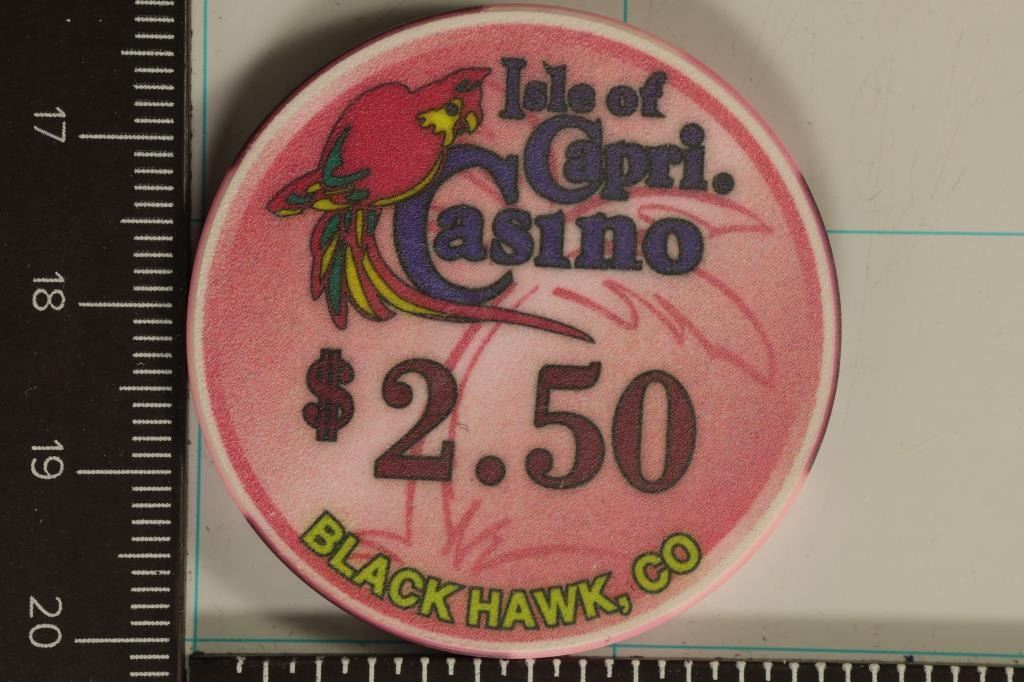 Isle of
Capri.
Casino
$2.50
BLACK HAWK, CO
17
18
19
20